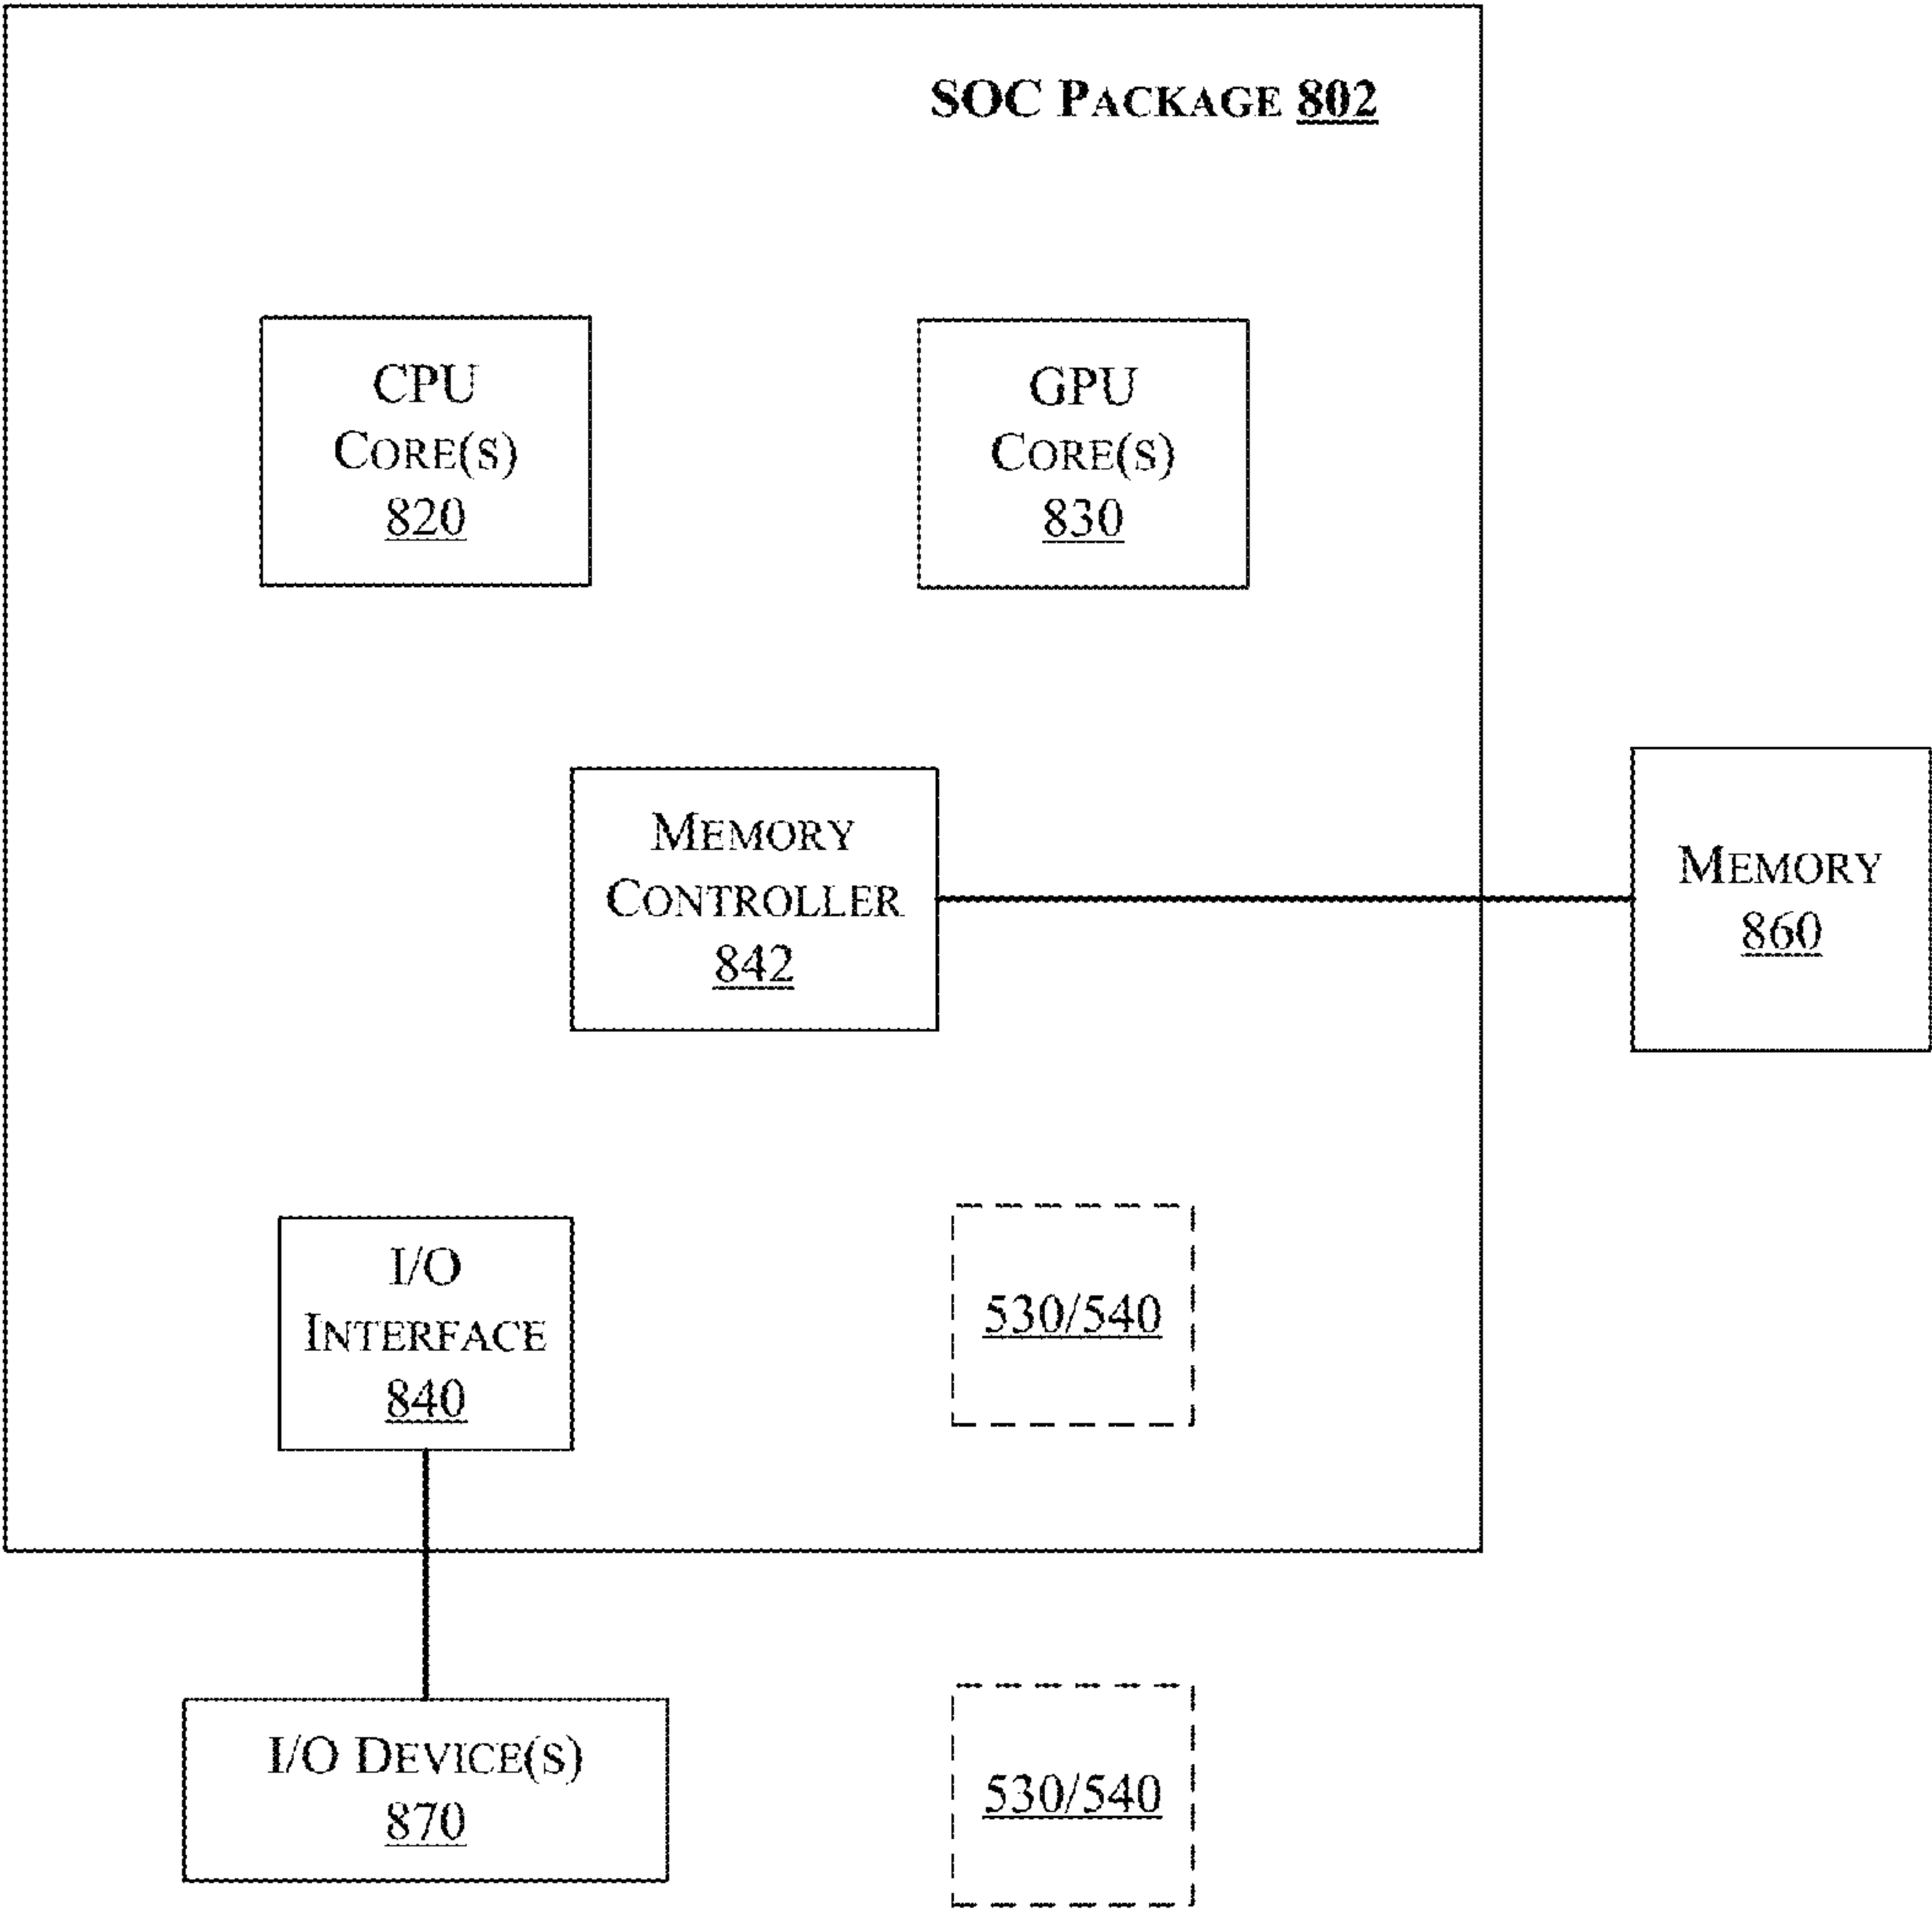 SOC PACKAGE 802
CPU
CORE(S)
820
GPU
CORE(S)
830
MEMORY
CONTROLLER
842
MEMORY
860
I/O
INTERFACE
840
530/540
I/O DEVICE(S)
870
530/540